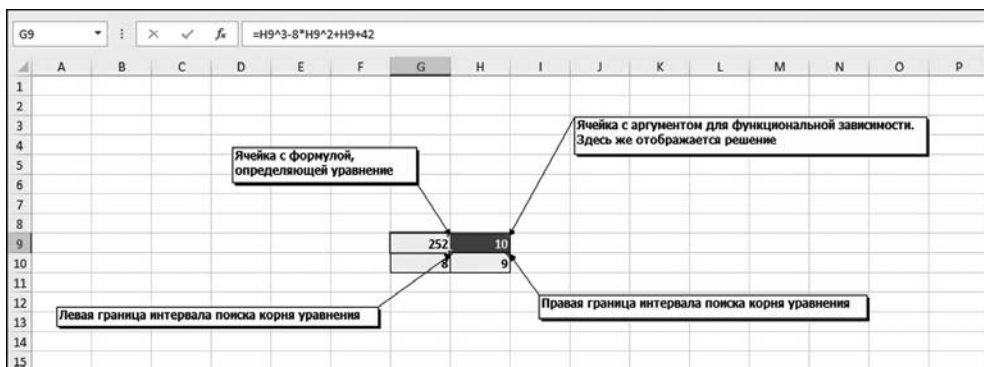 G9 fx =H9^3-8*H9^2+H9+42
A B C D E F G H I J K L M N O P
1
2
3
Ячейка с аргументом для функциональной зависимости.
Здесь же отображается решение
4
Ячейка с формулой,
определяющей уравнение
5
6
7
8
9 252 10
10 8 9
11
12
Левая граница интервала поиска корня уравнения
Правая граница интервала поиска корня уравнения
13
14
15